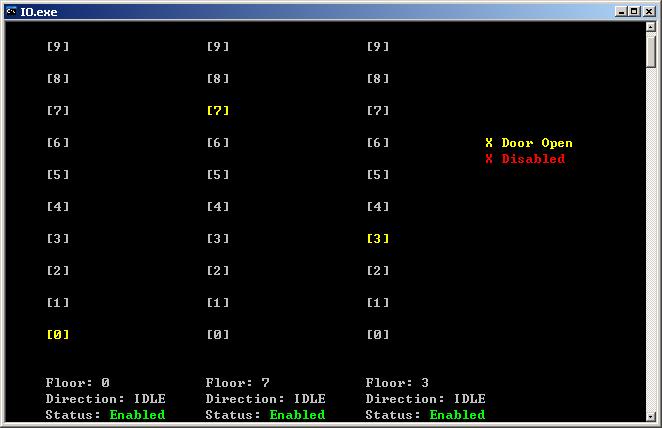 IO.exe
[9] [9] [9]
[8] [8] [8]
[7] [7] [7]
[6] [6] [6] X Door Open
X Disabled
[5] [5] [5]
[4] [4] [4]
[3] [3] [3]
[2] [2] [2]
[1] [1] [1]
[0] [0] [0]
Floor: 0 Floor: 7 Floor: 3
Direction: IDLE Direction: IDLE Direction: IDLE
Status: Enabled Status: Enabled Status: Enabled